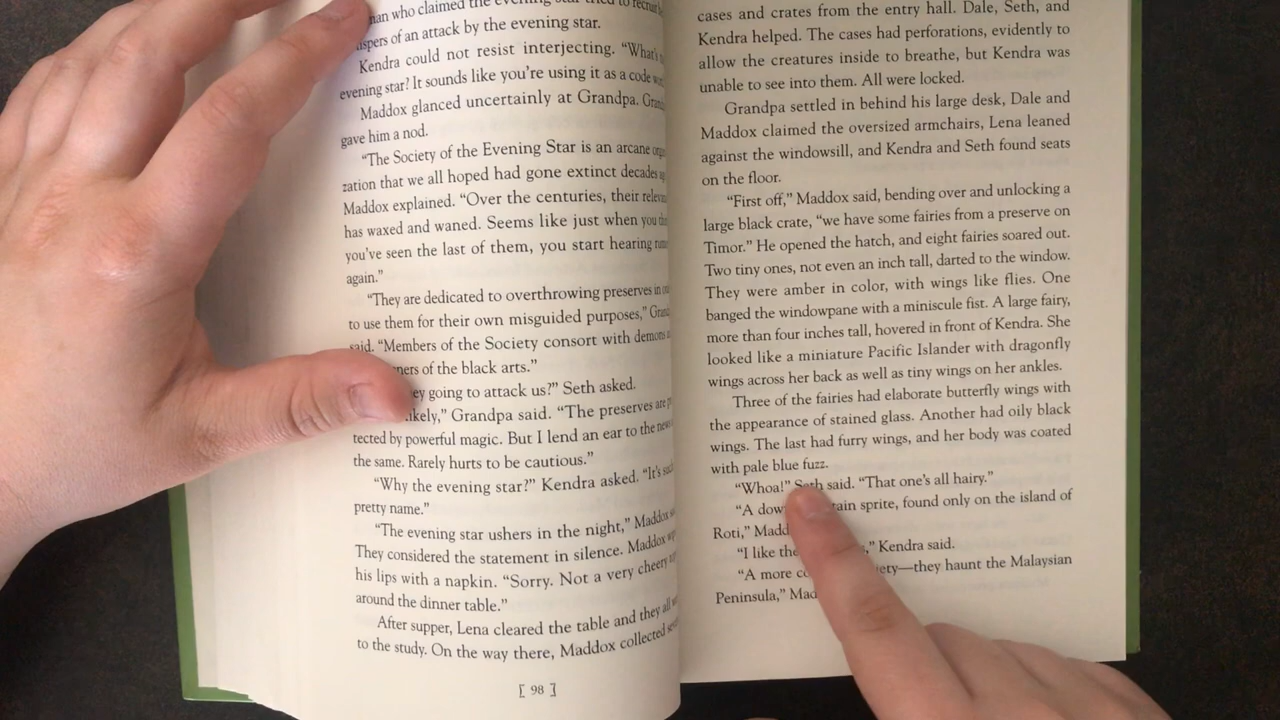 man who claimed the evening star tried to recruit
of an attack by the evening star.
Kendra could not resist interjecting. “What's
evening star? It sounds like you're using it as a code
Maddox glanced uncertainly at Grandpa.
gave him a nod.
“The Society of the Evening Star is an arcane
zation that we all hoped had gone extinct decades
Maddox explained. “Over the centuries, their
has waxed and waned. Seems like just when you
you've seen the last of them, you start hearing
again.”
“They are dedicated to overthrowing preserves in
to use them for their own misguided purposes,”
said. “Members of the Society consort with demons
of the black arts.”
going to attack us?” Seth asked.
Grandpa said. “The preserves are
tected by powerful magic. But I lend an ear to the
the same. Rarely hurts to be cautious.”
“Why the evening star?” Kendra asked. “It's
pretty name.”
“The evening star ushers in the night,” Maddox
They considered the statement in silence. Maddox
his lips with a napkin. “Sorry. Not a very cheery
around the dinner table.”
After supper, Lena cleared the table and they all
to the study. On the way there, Maddox collected
[ 98 ]
cases and crates from the entry hall. Dale, Seth, and
Kendra helped. The cases had perforations, evidently to
allow the creatures inside to breathe, but Kendra was
unable to see into them. All were locked.
Grandpa settled in behind his large desk, Dale and
Maddox claimed the oversized armchairs, Lena leaned
against the windowsill, and Kendra and Seth found seats
on the floor.
“First off,” Maddox said, bending over and unlocking a
large black crate, “we have some fairies from a preserve on
Timor.” He opened the hatch, and eight fairies soared out.
Two tiny ones, not even an inch tall, darted to the window.
They were amber in color, with wings like flies. One
banged the windowpane with a miniscule fist. A large fairy,
more than four inches tall, hovered in front of Kendra. She
looked like a miniature Pacific Islander with dragonfly
wings across her back as well as tiny wings on her ankles.
Three of the fairies had elaborate butterfly wings with
the appearance of stained glass. Another had oily black
wings. The last had furry wings, and her body was coated
with pale blue fuzz.
“Whoa!” Seth said. “That one's all hairy.”
“A sprite, found only on the island of
Roti,”
“I like the Kendra said.
“A more haunt the Malaysian
Peninsula,”